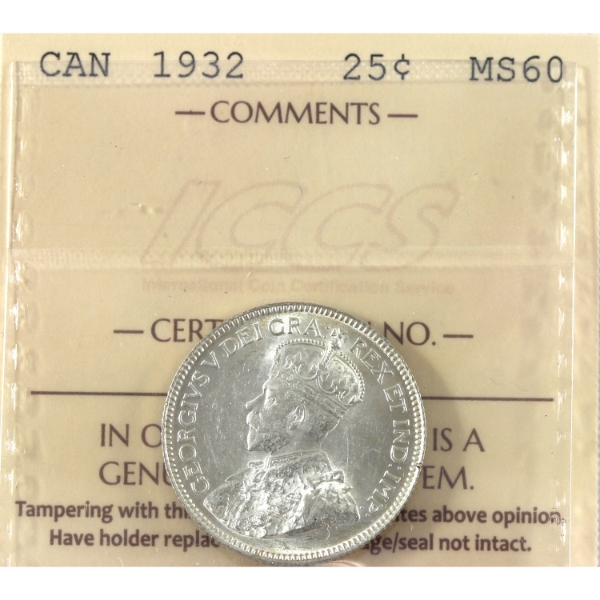 CAN 1932 25¢ MS60
— COMMENTS —
ICCS
International Coin Certification Service
— CERT NO. —
GEORGIVS V DEI GRA: REX ET IND: IMP:
IN O IS A
GENU EM.
Tampering with th tes above opinion.
Have holder replac ge/seal not intact.